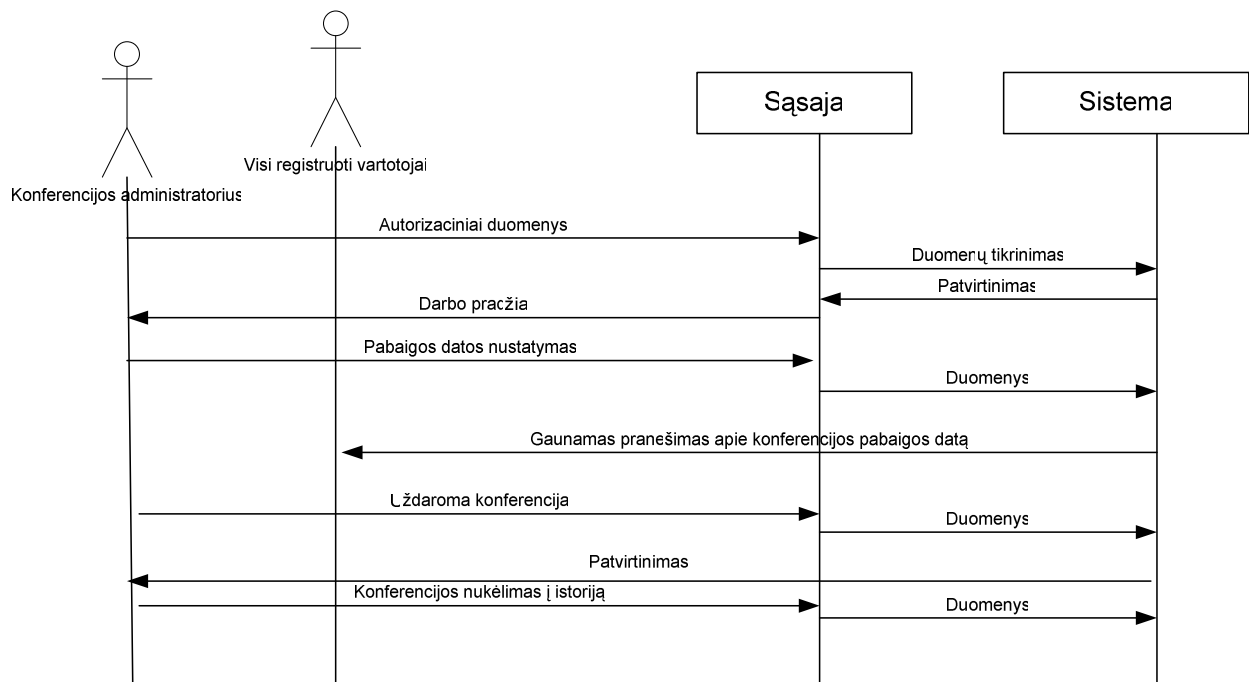 Sąsaja
Sistema
Visi registruoti vartotojai
Konferencijos administratorius
Autorizaciniai duomenys
Duomenų tikrinimas
Patvirtinimas
Darbo pradžia
Pabaigos datos nustatymas
Duomenys
Gaunamas pranešimas apie konferencijos pabaigos datą
Uždaroma konferencija
Duomenys
Patvirtinimas
Konferencijos nukėlimas į istoriją
Duomenys